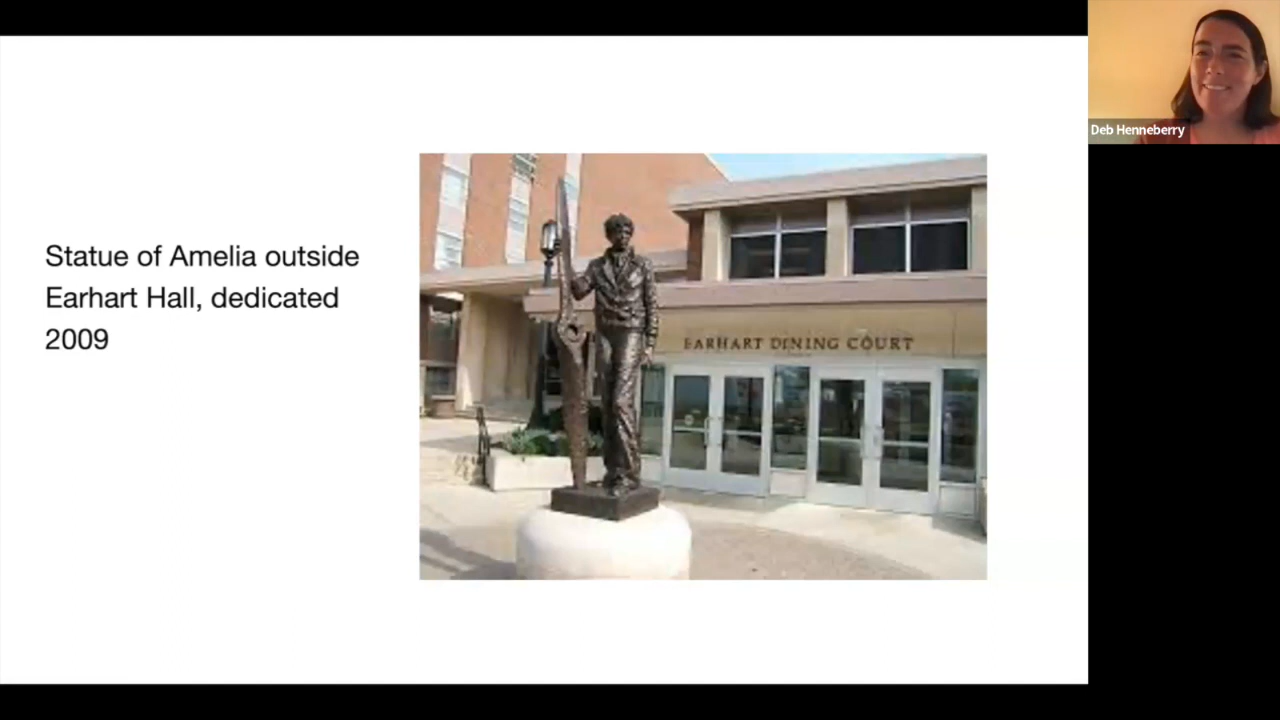 Deb Henneberry
Statue of Amelia outside
Earhart Hall, dedicated
2009
EARHART DINING COURT